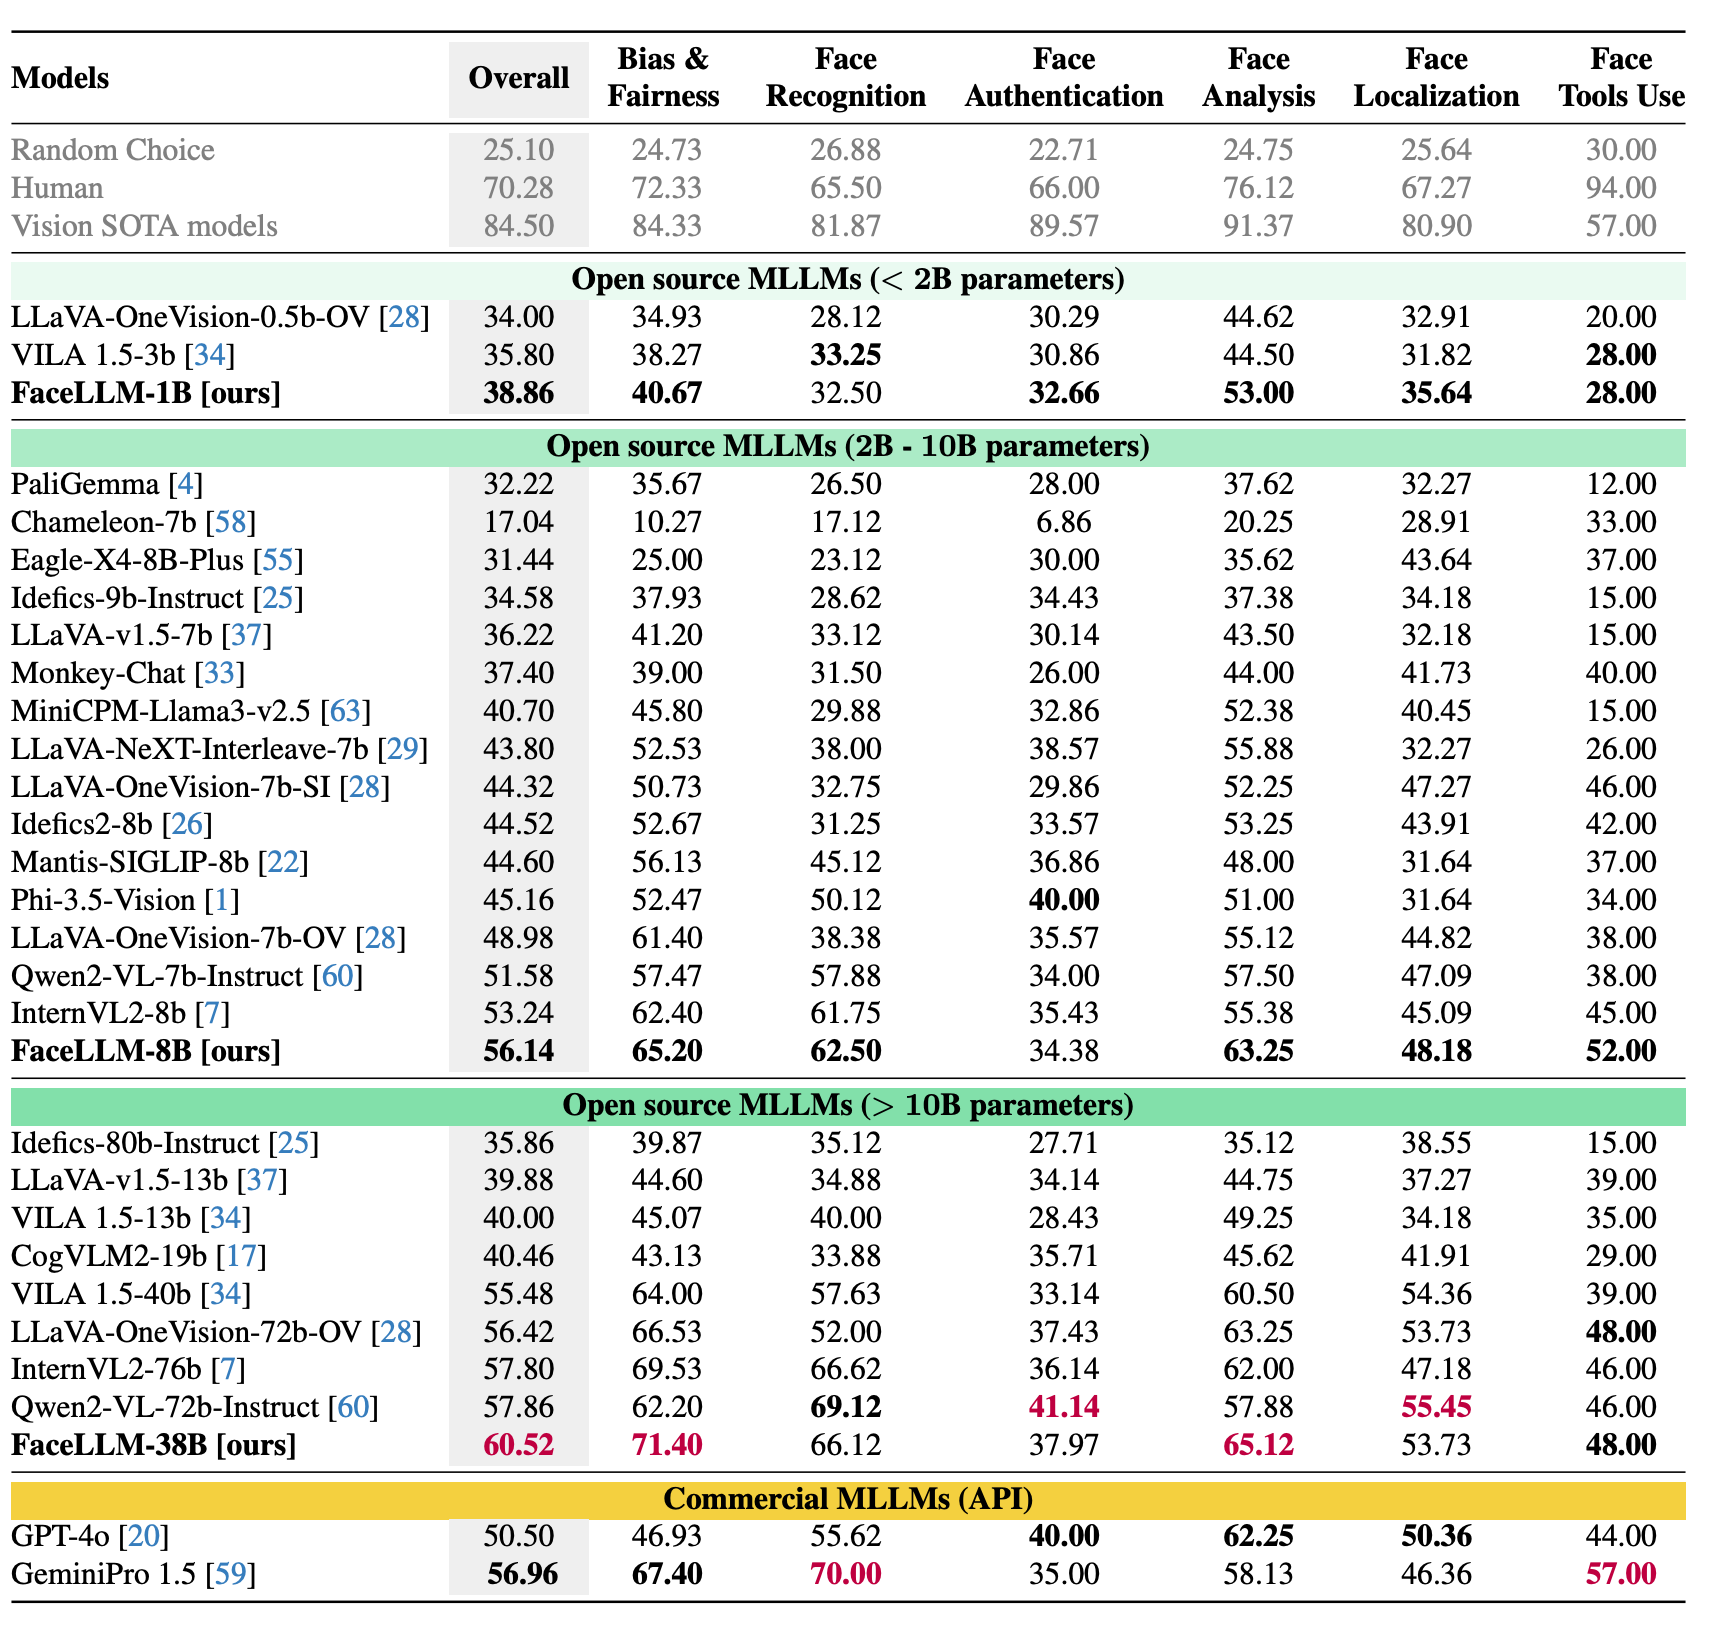 Models Overall Bias & Fairness Face Recognition Face Authentication Face Analysis Face Localization Face Tools Use
Random Choice 25.10 24.73 26.88 22.71 24.75 25.64 30.00
Human 70.28 72.33 65.50 66.00 76.12 67.27 94.00
Vision SOTA models 84.50 84.33 81.87 89.57 91.37 80.90 57.00
Open source MLLMs (< 2B parameters)
LLaVA-OneVision-0.5b-OV [28] 34.00 34.93 28.12 30.29 44.62 32.91 20.00
VILA 1.5-3b [34] 35.80 38.27 33.25 30.86 44.50 31.82 28.00
FaceLLM-1B [ours] 38.86 40.67 32.50 32.66 53.00 35.64 28.00
Open source MLLMs (2B - 10B parameters)
PaliGemma [4] 32.22 35.67 26.50 28.00 37.62 32.27 12.00
Chameleon-7b [58] 17.04 10.27 17.12 6.86 20.25 28.91 33.00
Eagle-X4-8B-Plus [55] 31.44 25.00 23.12 30.00 35.62 43.64 37.00
Idefics-9b-Instruct [25] 34.58 37.93 28.62 34.43 37.38 34.18 15.00
LLaVA-v1.5-7b [37] 36.22 41.20 33.12 30.14 43.50 32.18 15.00
Monkey-Chat [33] 37.40 39.00 31.50 26.00 44.00 41.73 40.00
MiniCPM-Llama3-v2.5 [63] 40.70 45.80 29.88 32.86 52.38 40.45 15.00
LLaVA-NeXT-Interleave-7b [29] 43.80 52.53 38.00 38.57 55.88 32.27 26.00
LLaVA-OneVision-7b-SI [28] 44.32 50.73 32.75 29.86 52.25 47.27 46.00
Idefics2-8b [26] 44.52 52.67 31.25 33.57 53.25 43.91 42.00
Mantis-SIGLIP-8b [22] 44.60 56.13 45.12 36.86 48.00 31.64 37.00
Phi-3.5-Vision [1] 45.16 52.47 50.12 40.00 51.00 31.64 34.00
LLaVA-OneVision-7b-OV [28] 48.98 61.40 38.38 35.57 55.12 44.82 38.00
Qwen2-VL-7b-Instruct [60] 51.58 57.47 57.88 34.00 57.50 47.09 38.00
InternVL2-8b [7] 53.24 62.40 61.75 35.43 55.38 45.09 45.00
FaceLLM-8B [ours] 56.14 65.20 62.50 34.38 63.25 48.18 52.00
Open source MLLMs (> 10B parameters)
Idefics-80b-Instruct [25] 35.86 39.87 35.12 27.71 35.12 38.55 15.00
LLaVA-v1.5-13b [37] 39.88 44.60 34.88 34.14 44.75 37.27 39.00
VILA 1.5-13b [34] 40.00 45.07 40.00 28.43 49.25 34.18 35.00
CogVLM2-19b [17] 40.46 43.13 33.88 35.71 45.62 41.91 29.00
VILA 1.5-40b [34] 55.48 64.00 57.63 33.14 60.50 54.36 39.00
LLaVA-OneVision-72b-OV [28] 56.42 66.53 52.00 37.43 63.25 53.73 48.00
InternVL2-76b [7] 57.80 69.53 66.62 36.14 62.00 47.18 46.00
Qwen2-VL-72b-Instruct [60] 57.86 62.20 69.12 41.14 57.88 55.45 46.00
FaceLLM-38B [ours] 60.52 71.40 66.12 37.97 65.12 53.73 48.00
Commercial MLLMs (API)
GPT-4o [20] 50.50 46.93 55.62 40.00 62.25 50.36 44.00
GeminiPro 1.5 [59] 56.96 67.40 70.00 35.00 58.13 46.36 57.00